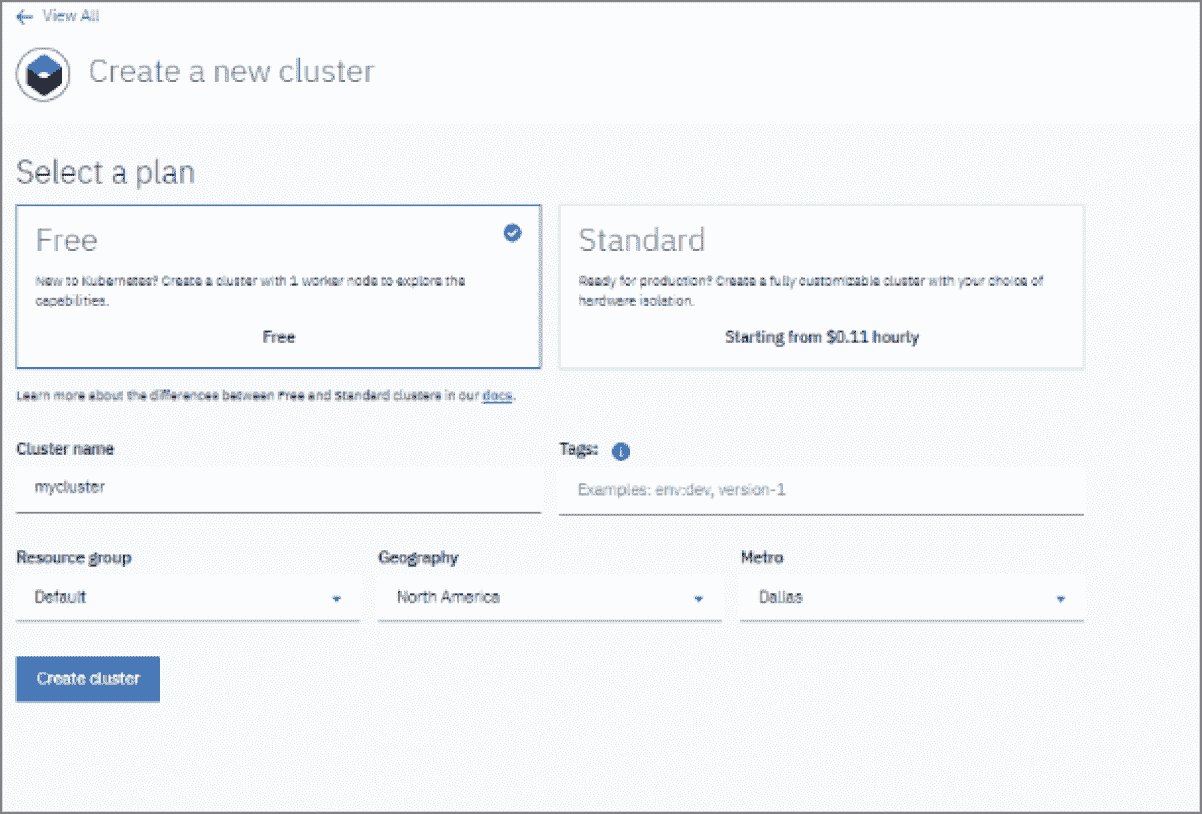 View All
Create a new cluster
Select a plan
Free
New to Kubernetes? Create a cluster with 1 worker node to explore the
capabilities.
Free
Standard
Ready for production? Create a fully customizable cluster with your choice of
hardware isolation.
Starting from $0.11 hourly
Learn more about the differences between Free and Standard clusters in our docs.
Cluster name
mycluster
Tags:
Examples: env:dev, version-1
Resource group
Default
Geography
North America
Metro
Dallas
Create cluster